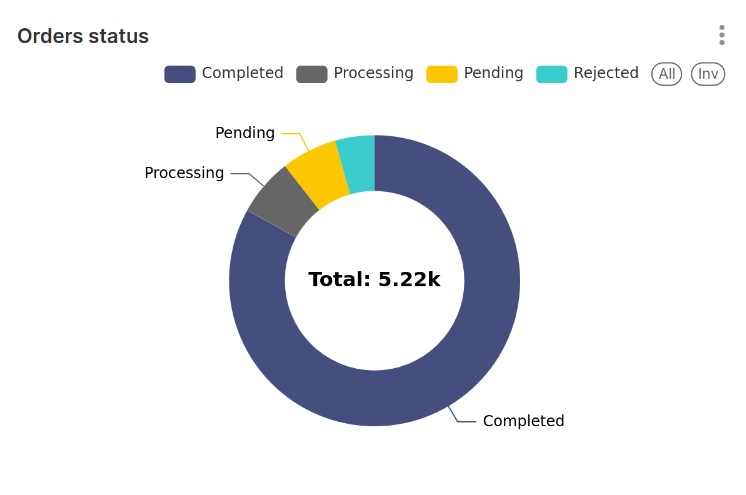 Orders status
Completed Processing Pending Rejected All Inv
Pending
Processing
Total: 5.22k
Completed